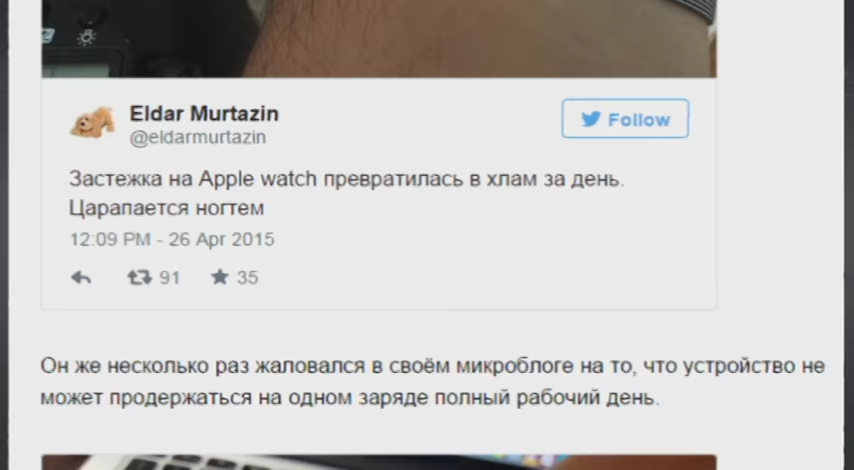 Eldar Murtazin
@eldarmurtazin
Follow
Застежка на Apple watch превратилась в хлам за день.
Царапается ногтем
12:09 PM - 26 Apr 2015
91 35
Он же несколько раз жаловался в своём микроблоге на то, что устройство не
может продержаться на одном заряде полный рабочий день.